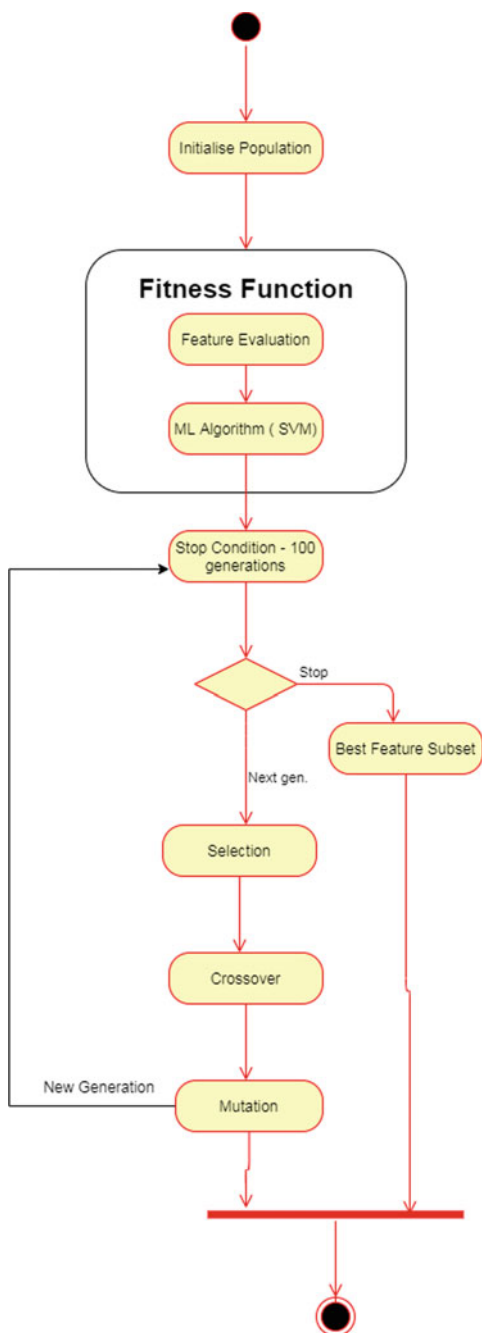 Initialise Population
Fitness Function
Feature Evaluation
ML Algorithm ( SVM)
Stop Condition - 100
generations
Stop
Best Feature Subset
Next gen.
Selection
Crossover
New Generation
Mutation